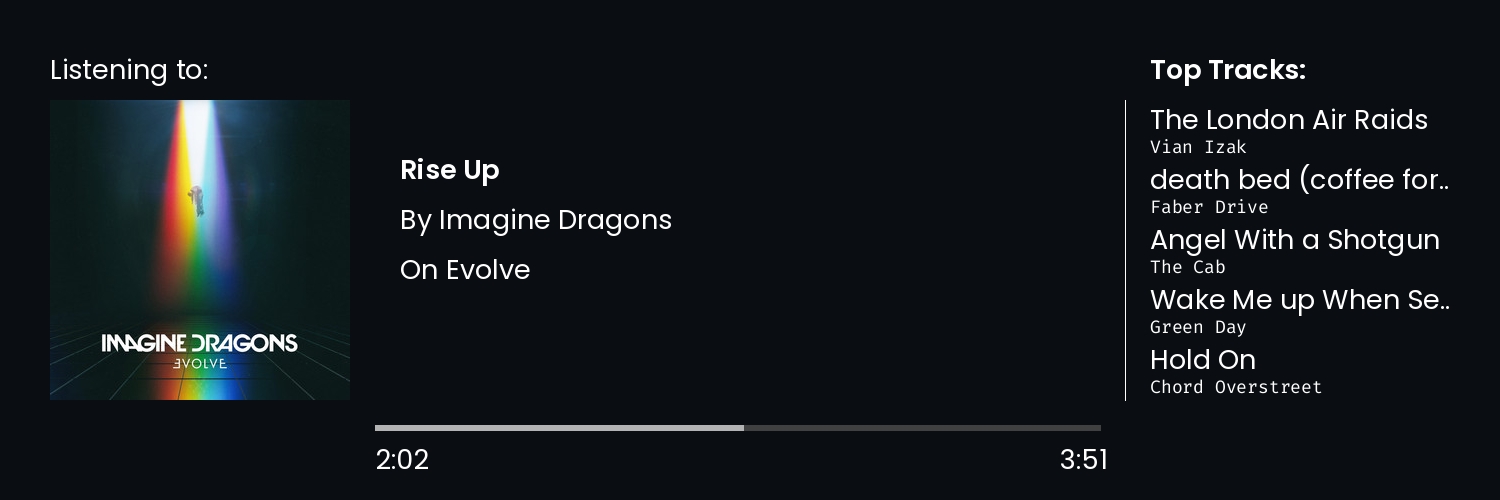 Listening to:
IMAGINE DRAGONS
EVOLVE
Rise Up
By Imagine Dragons
On Evolve
2:02
3:51
Top Tracks:
The London Air Raids
Vian Izak
death bed (coffee for..
Faber Drive
Angel With a Shotgun
The Cab
Wake Me up When Se..
Green Day
Hold On
Chord Overstreet